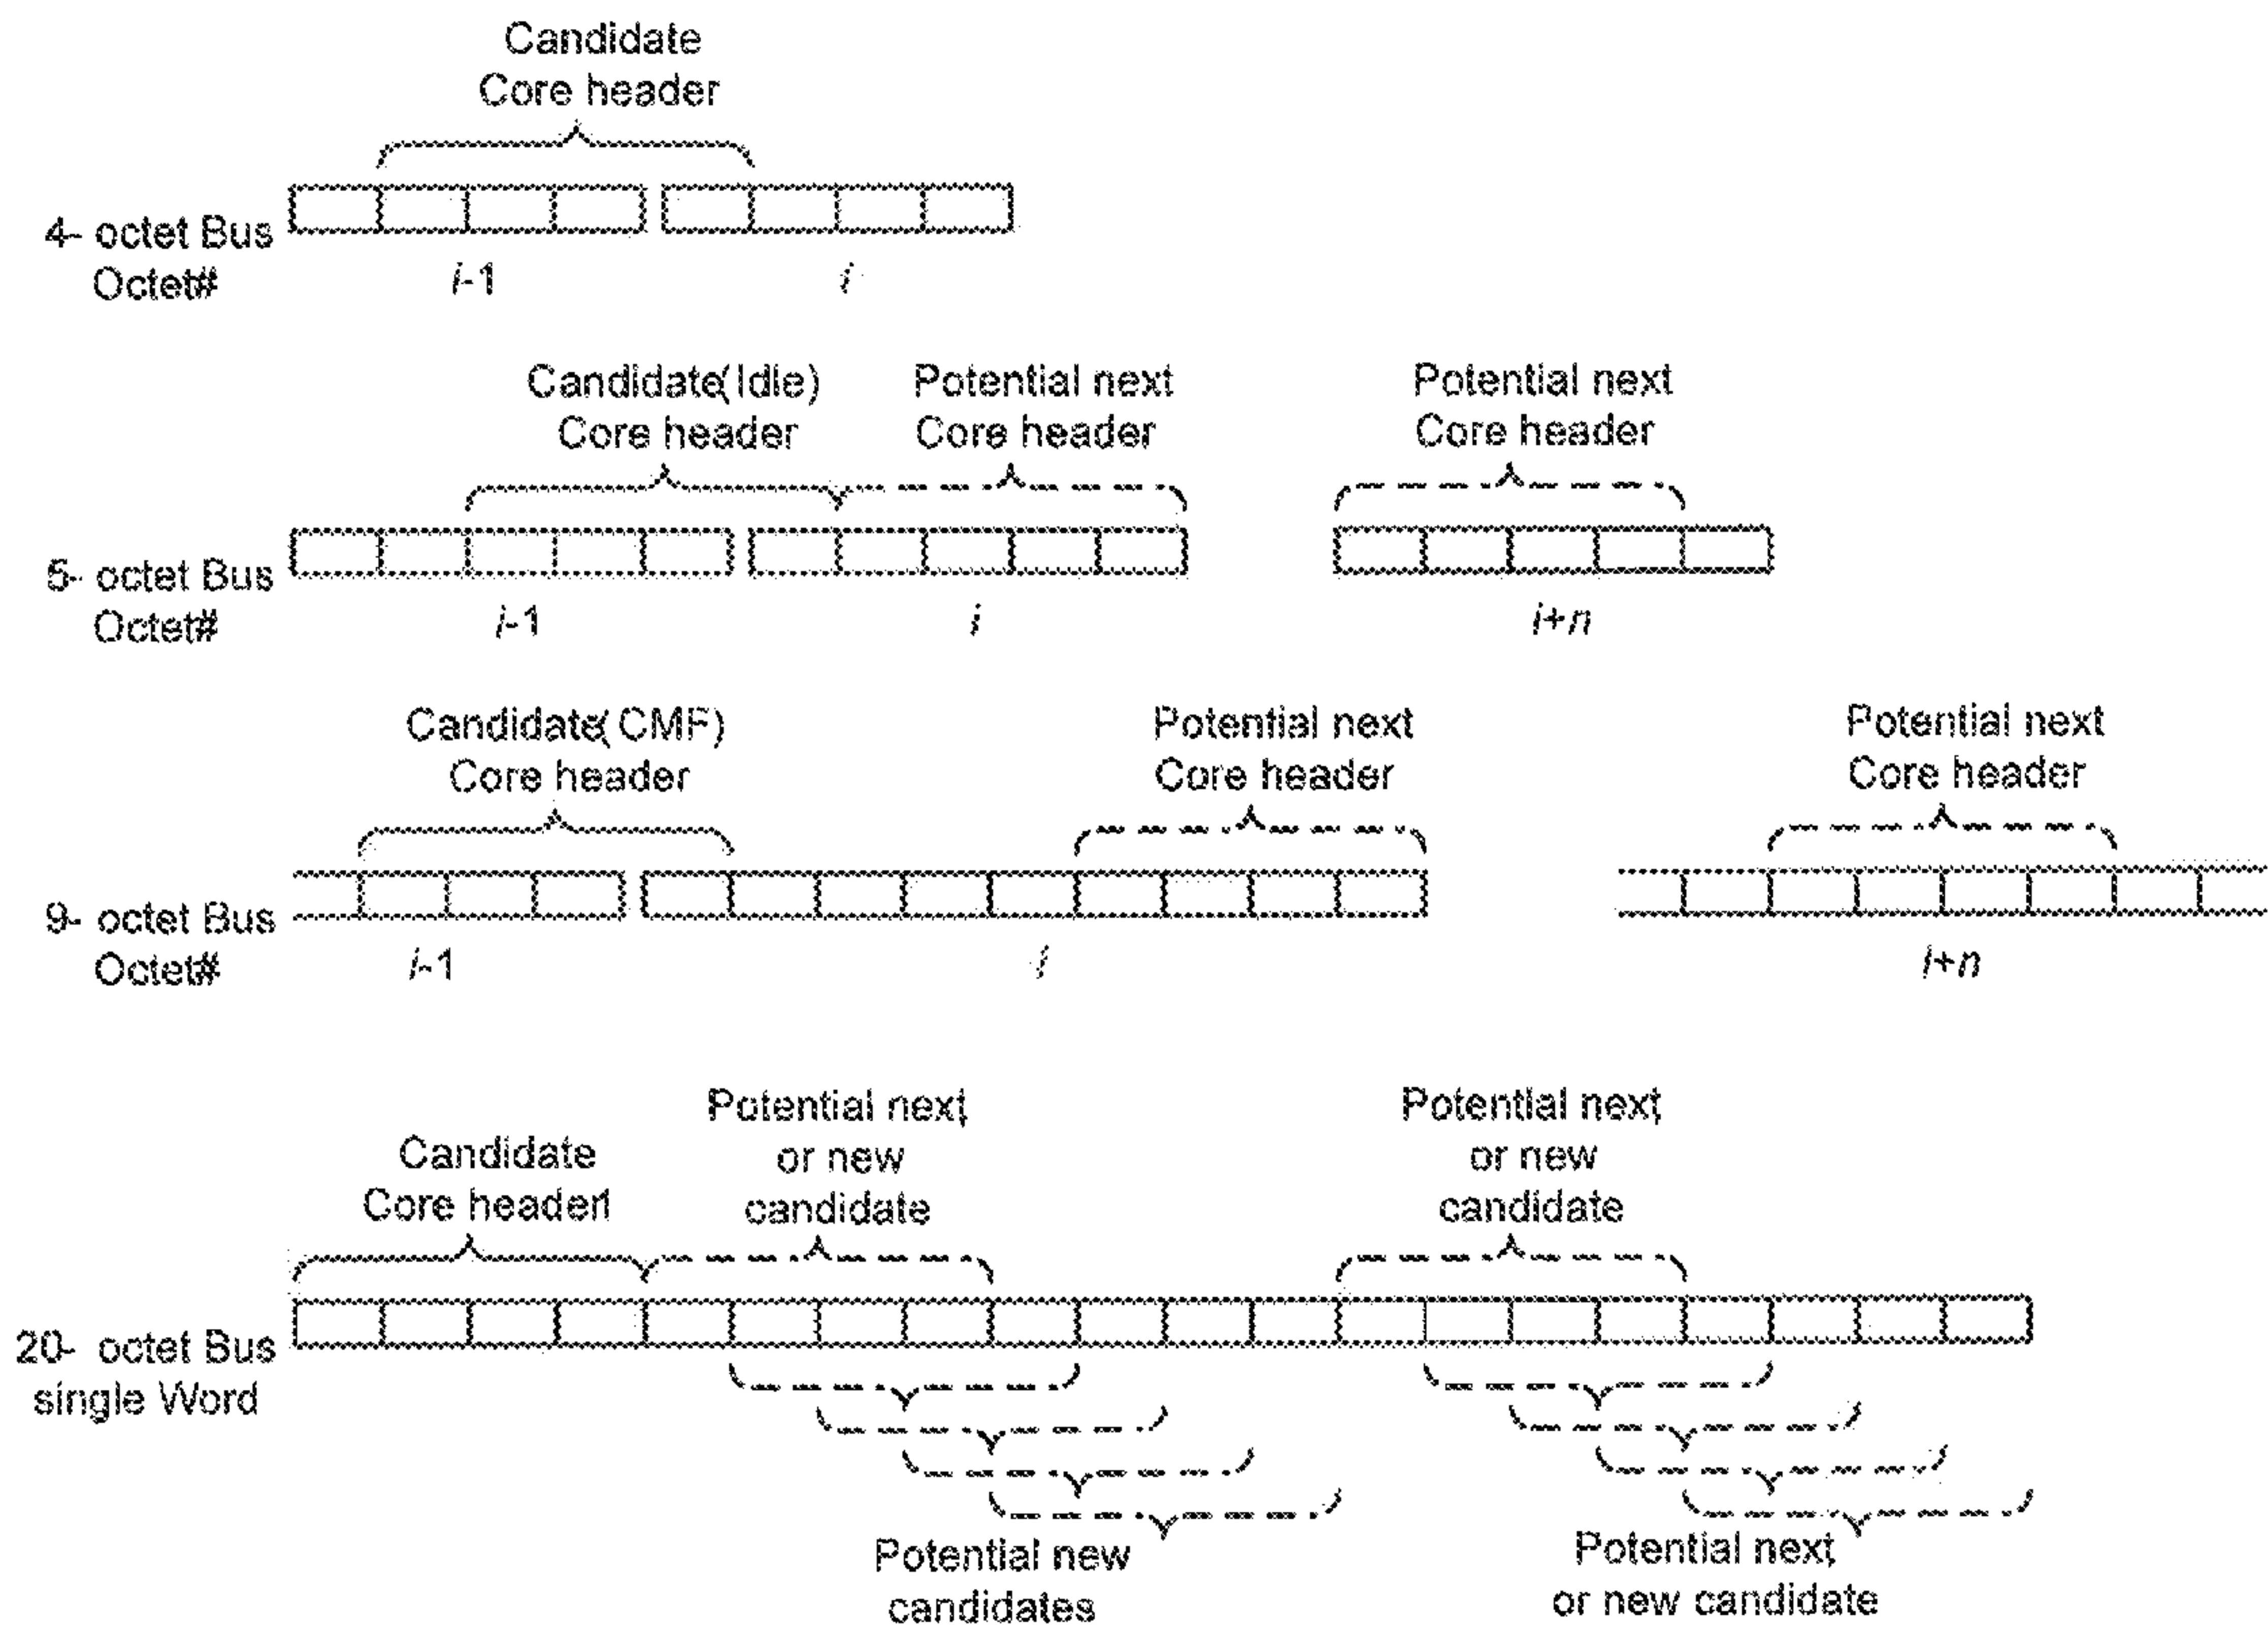 Candidate
Core header
4- octet Bus
Octet#
i-1
i
Candidate(Idle)
Core header
Potential next
Core header
Potential next
Core header
5- octet Bus
Octet#
i-1
i
i+n
Candidate(CMF)
Core header
Potential next
Core header
Potential next
Core header
9- octet Bus
Octet#
i-1
i
i+n
Candidate
Core header1
Potential next,
or new
candidate
Potential next,
or new
candidate
20- octet Bus
single Word
Potential new
candidates
Potential next,
or new candidate